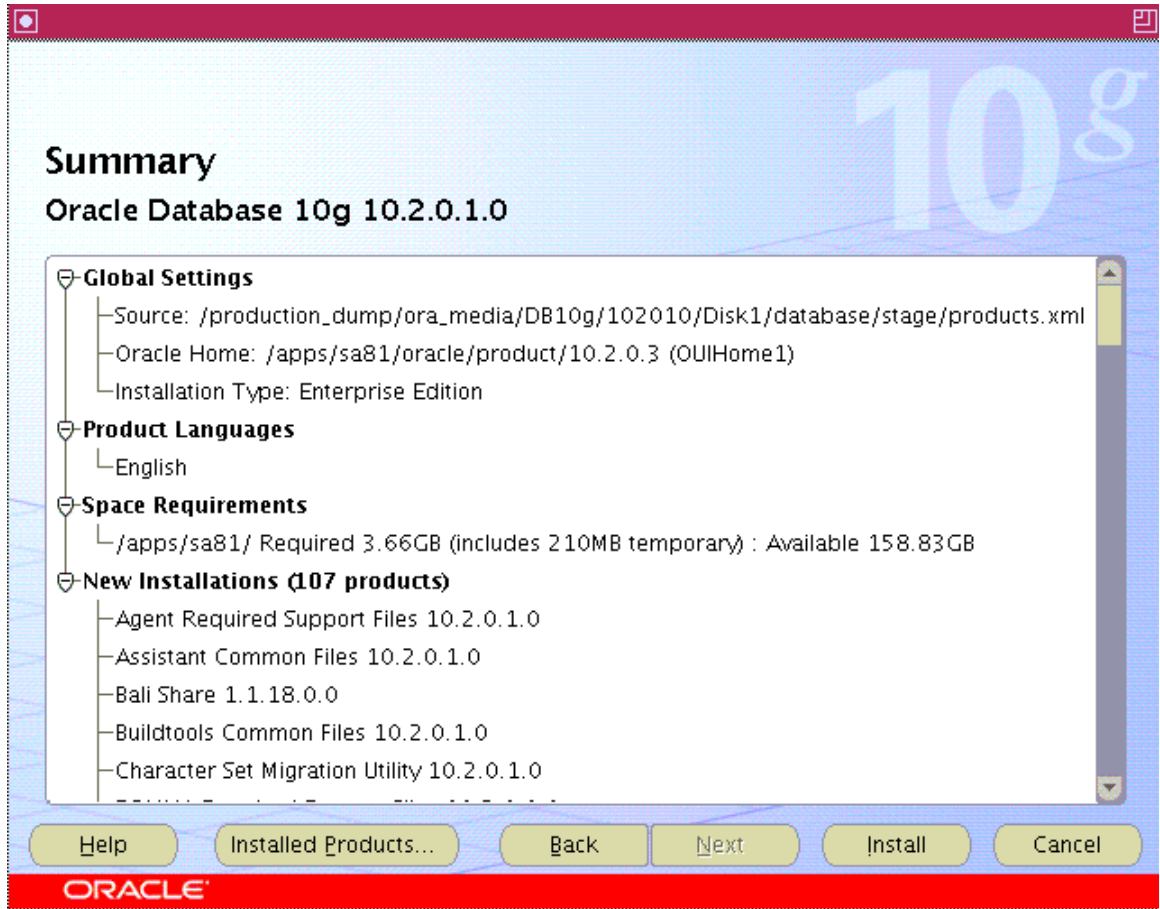 10g
Summary
Oracle Database 10g 10.2.0.1.0
Global Settings
Source: /production_dump/ora_media/DB10g/102010/Disk1/database/stage/products.xml
Oracle Home: /apps/sa81/oracle/product/10.2.0.3 (OUIHome1)
Installation Type: Enterprise Edition
Product Languages
English
Space Requirements
/apps/sa81/ Required 3.66GB (includes 210MB temporary) : Available 158.83GB
New Installations (107 products)
Agent Required Support Files 10.2.0.1.0
Assistant Common Files 10.2.0.1.0
Bali Share 1.1.18.0.0
Buildtools Common Files 10.2.0.1.0
Character Set Migration Utility 10.2.0.1.0
Help Installed Products... Back Next Install Cancel
ORACLE